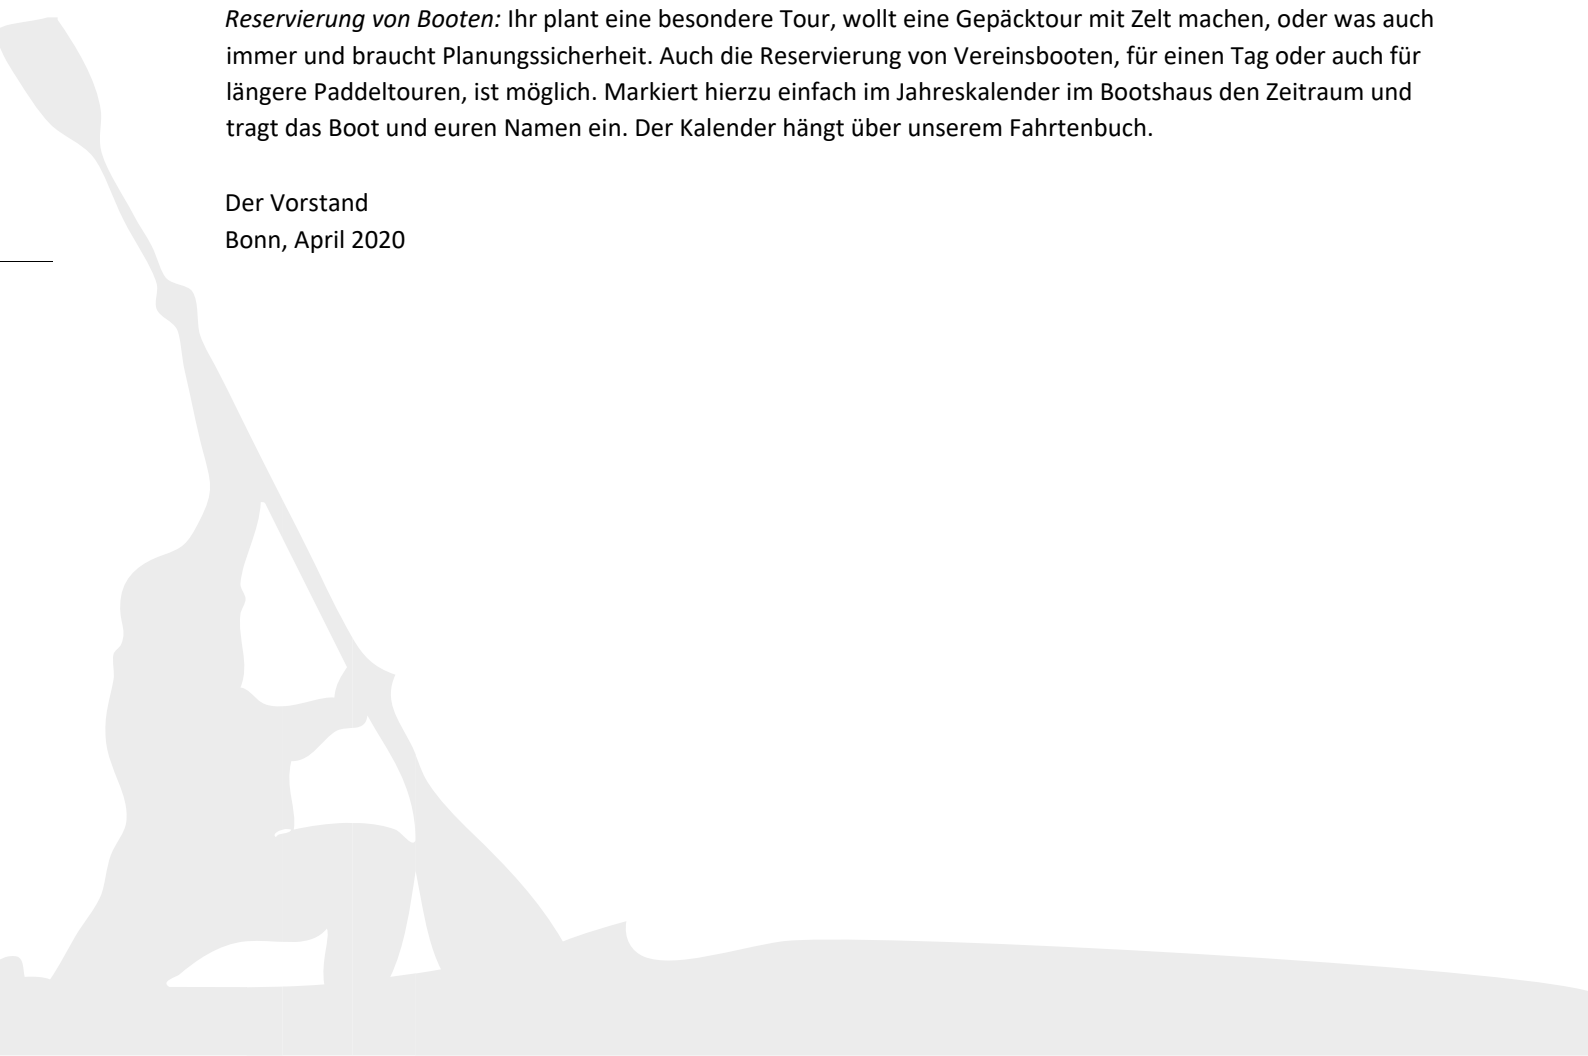 Reservierung von Booten: Ihr plant eine besondere Tour, wollt eine Gepäcktour mit Zelt machen, oder was auch
immer und braucht Planungssicherheit. Auch die Reservierung von Vereinsbooten, für einen Tag oder auch für
längere Paddeltouren, ist möglich. Markiert hierzu einfach im Jahreskalender im Bootshaus den Zeitraum und
tragt das Boot und euren Namen ein. Der Kalender hängt über unserem Fahrtenbuch.
Der Vorstand
Bonn, April 2020